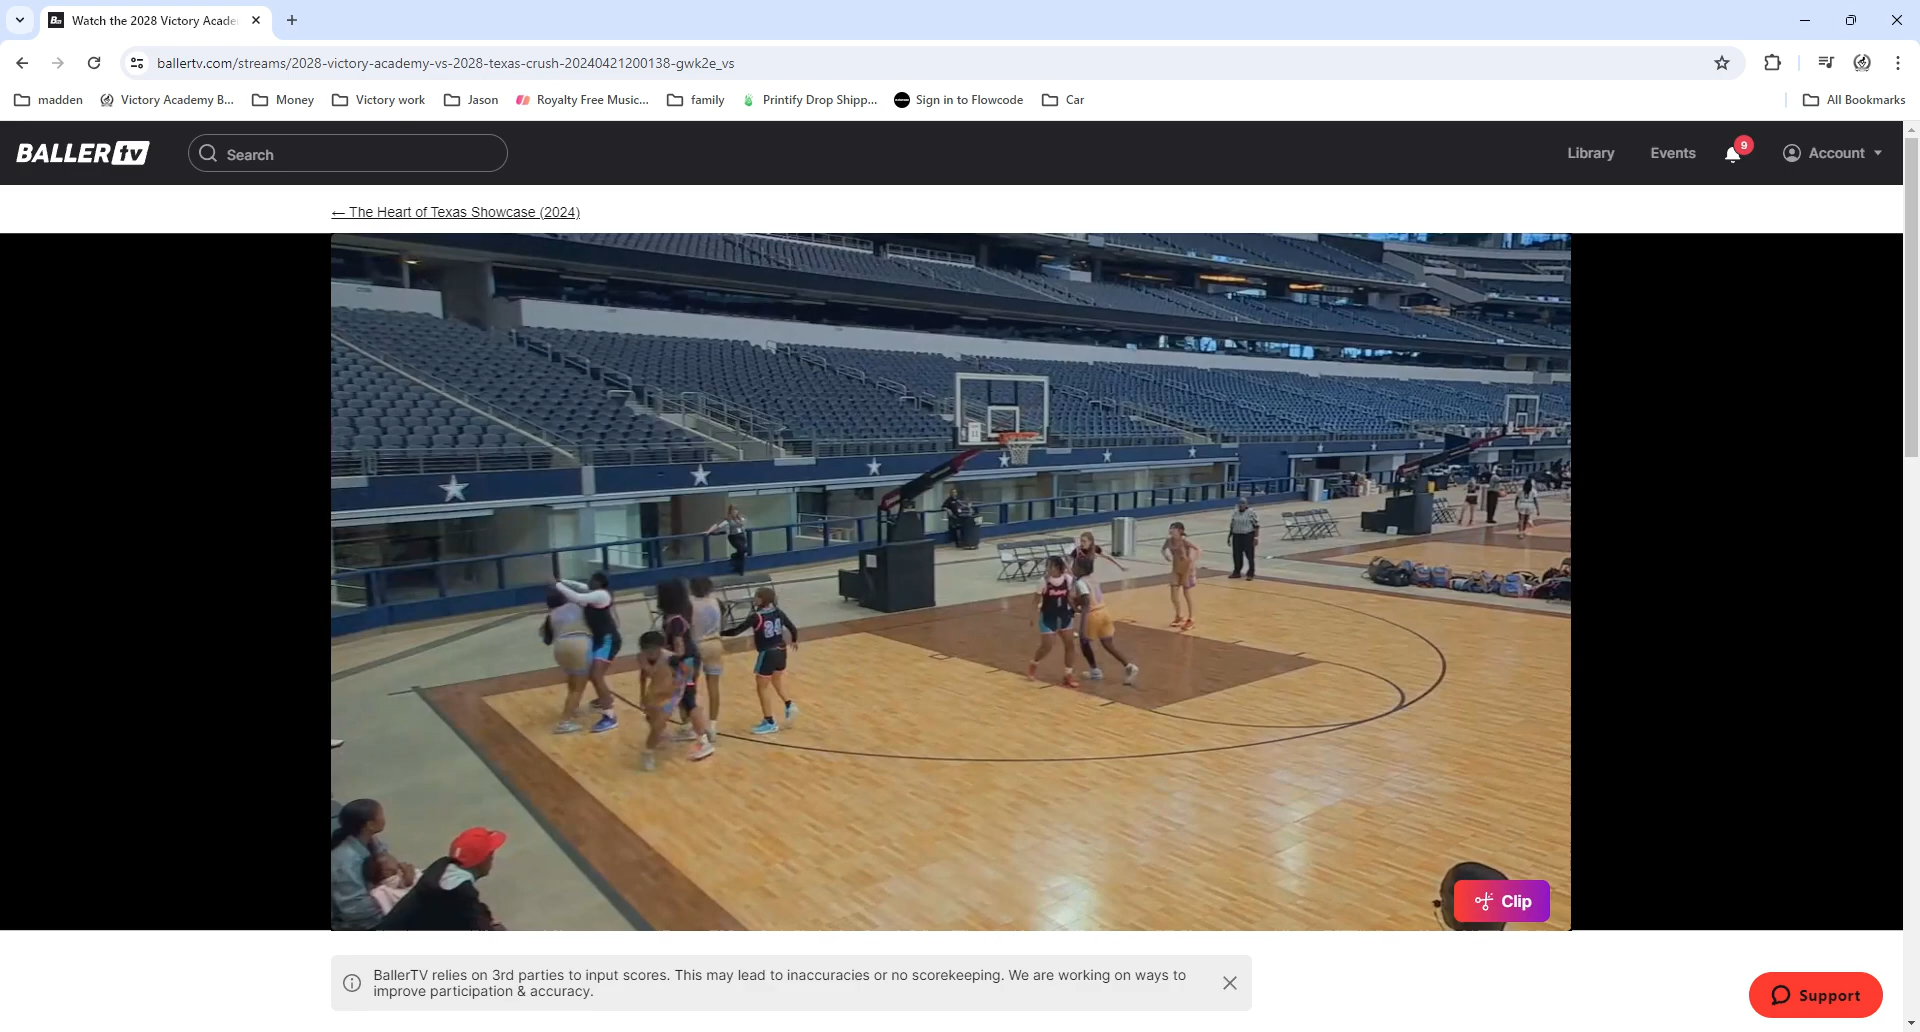 Watch the 2028 Victory Acade
ballertv.com/streams/2028-victory-academy-vs-2028-texas-crush-20240421200138-gwk2e_vs
madden
Victory Academy B...
Money
Victory work
Jason
Royalty Free Music...
family
Printify Drop Shipp...
Sign in to Flowcode
Car
All Bookmarks
BALLER tv
Search
Library
Events
9
Account
← The Heart of Texas Showcase (2024)
24
1
Clip
BallerTV relies on 3rd parties to input scores. This may lead to inaccuracies or no scorekeeping. We are working on ways to
improve participation & accuracy.
Support